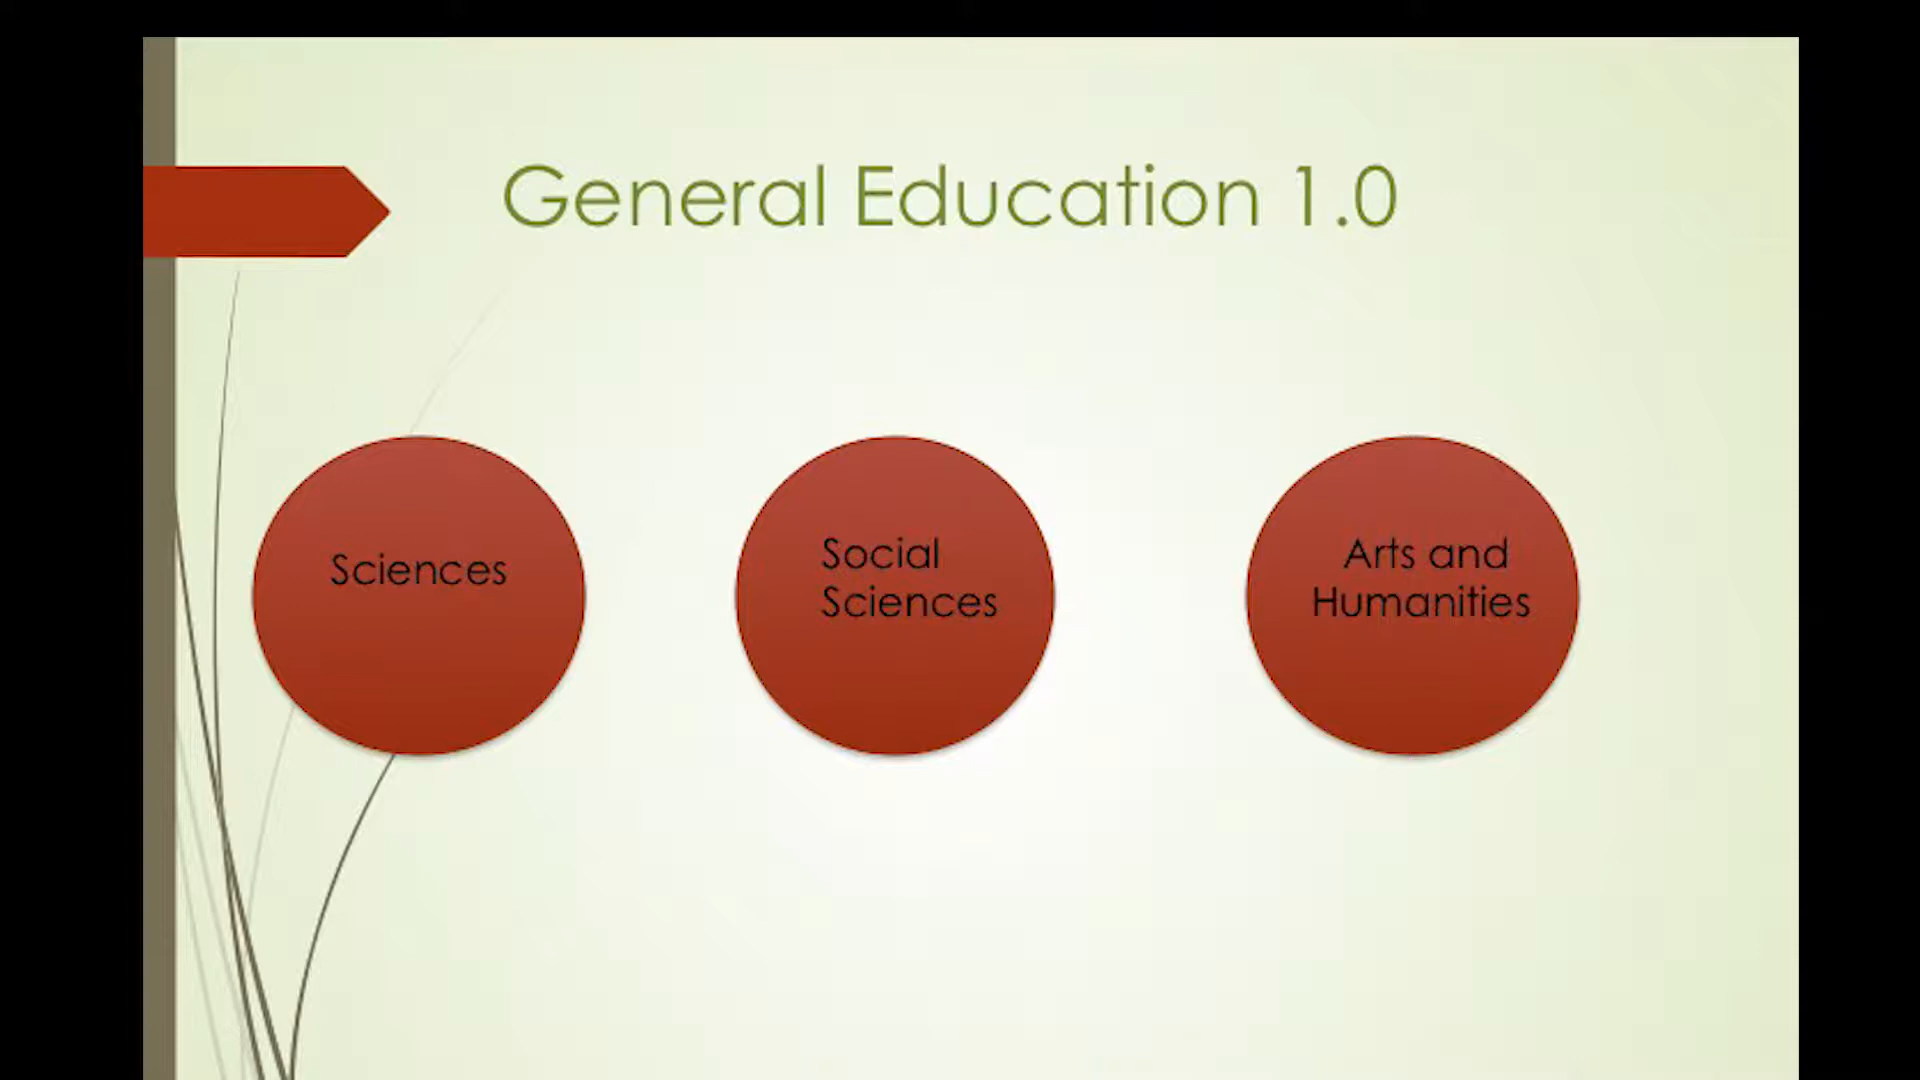 General Education 1.0
Sciences
Social
Sciences
Arts and
Humanities